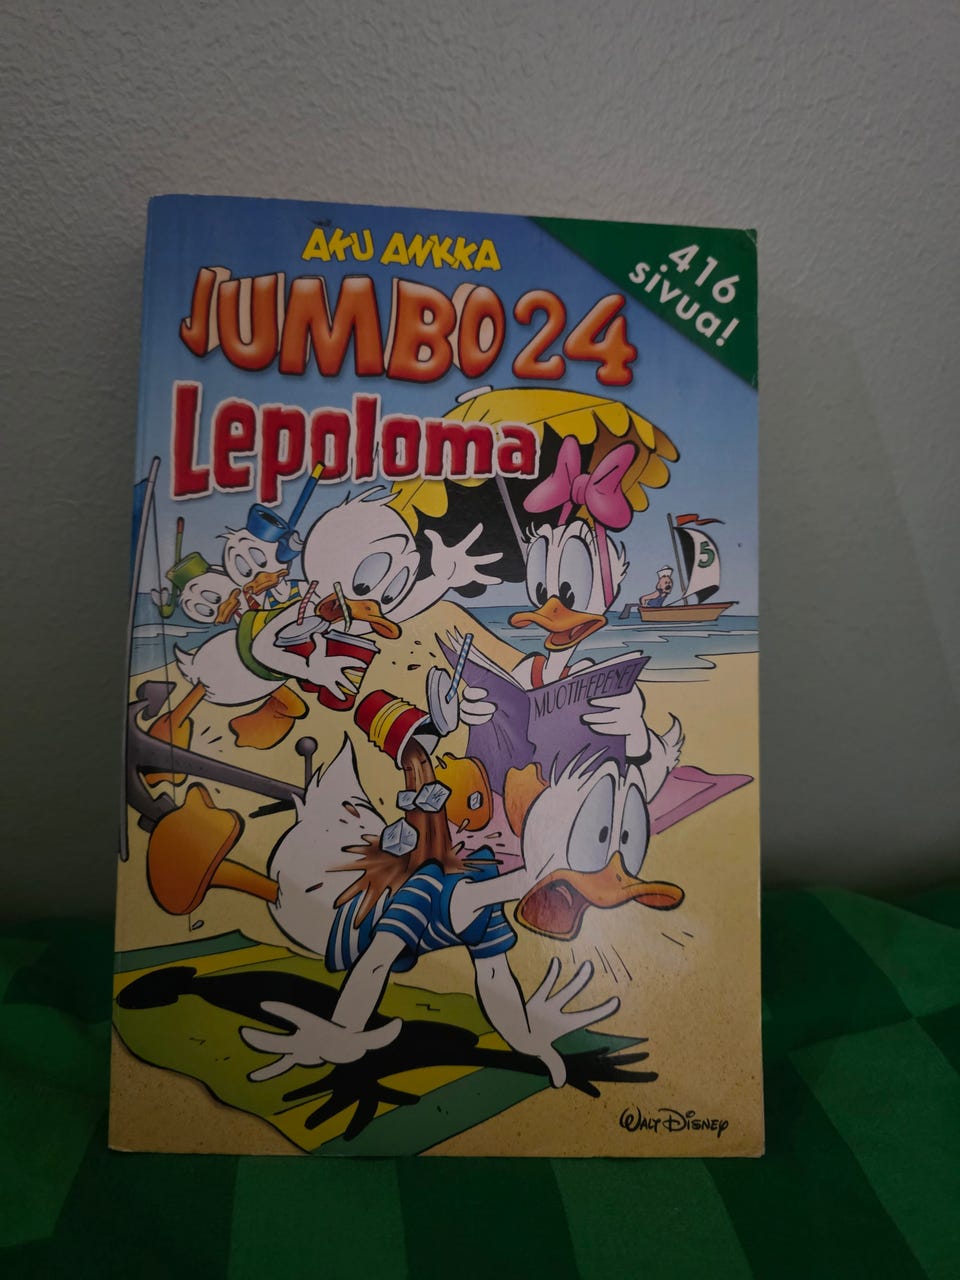 AKU ANKKA
JUMBO 24
416
sivua!
Lepoloma
5
MUOTIHEPENET
WALT DISNEY